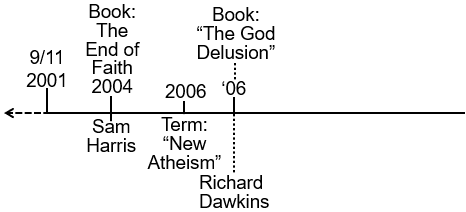 9/11
2001
Book:
The
End of
Faith
2004
Sam
Harris
2006
Term:
“New
Atheism”
Book:
“The God
Delusion”
‘06
Richard
Dawkins